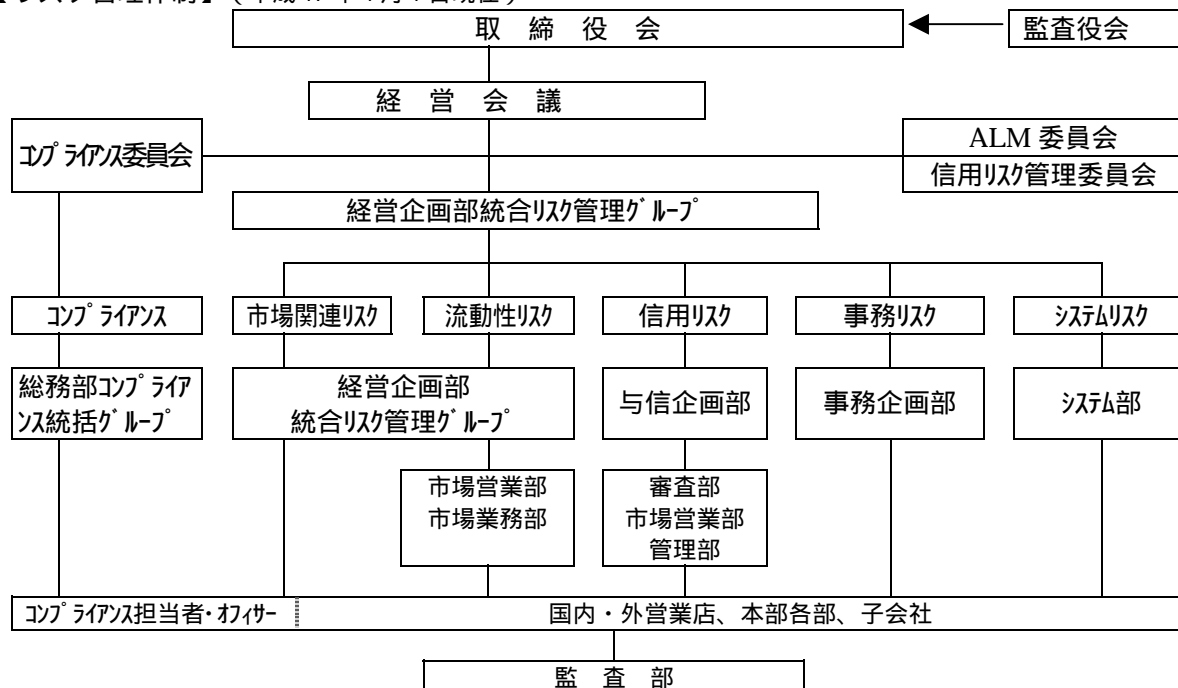 取 締 役 会
監査役会
経 営 会 議
コンプライアンス委員会
ALM 委員会
信用リスク管理委員会
経営企画部統合リスク管理グループ
コンプライアンス
市場関連リスク
流動性リスク
信用リスク
事務リスク
システムリスク
総務部コンプライア
ンス統括グループ
経営企画部
統合リスク管理グループ
与信企画部
事務企画部
システム部
市場営業部
市場業務部
審査部
市場営業部
管理部
コンプライアンス担当者・オフィサー
国内・外営業店、本部各部、子会社
監 査 部